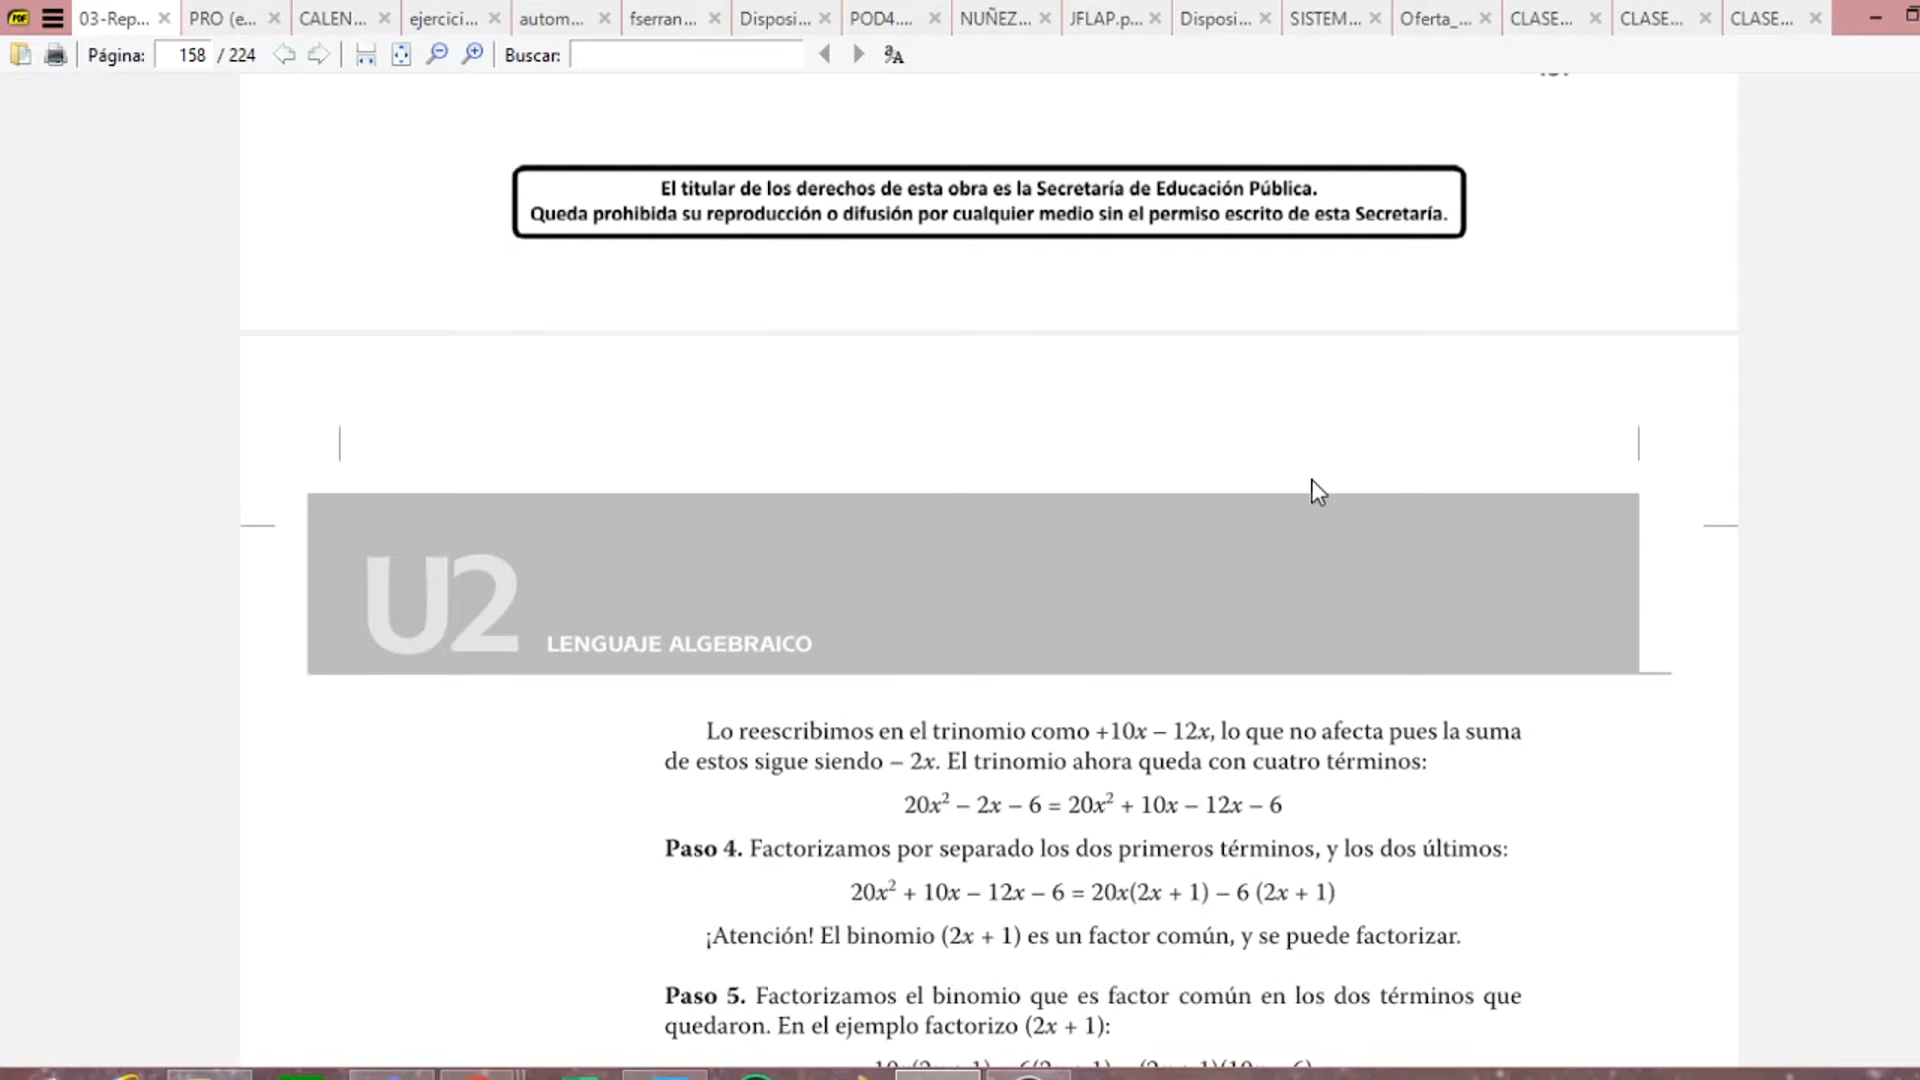 03-Rep... PRO (e... CALEN... ejercici... autom... fserran... Disposi... POD4.... NUÑEZ... JFLAP.p... Disposi... SISTEM... Oferta_... CLASE... CLASE... CLASE...
Página: 158 / 224 Buscar:
El titular de los derechos de esta obra es la Secretaría de Educación Pública.
Queda prohibida su reproducción o difusión por cualquier medio sin el permiso escrito de esta Secretaría.
U2 LENGUAJE ALGEBRAICO
Lo reescribimos en el trinomio como +10x – 12x, lo que no afecta pues la suma
de estos sigue siendo – 2x. El trinomio ahora queda con cuatro términos:
20x² – 2x – 6 = 20x² + 10x – 12x – 6
Paso 4. Factorizamos por separado los dos primeros términos, y los dos últimos:
20x² + 10x – 12x – 6 = 20x(2x + 1) – 6 (2x + 1)
¡Atención! El binomio (2x + 1) es un factor común, y se puede factorizar.
Paso 5. Factorizamos el binomio que es factor común en los dos términos que
quedaron. En el ejemplo factorizo (2x + 1):